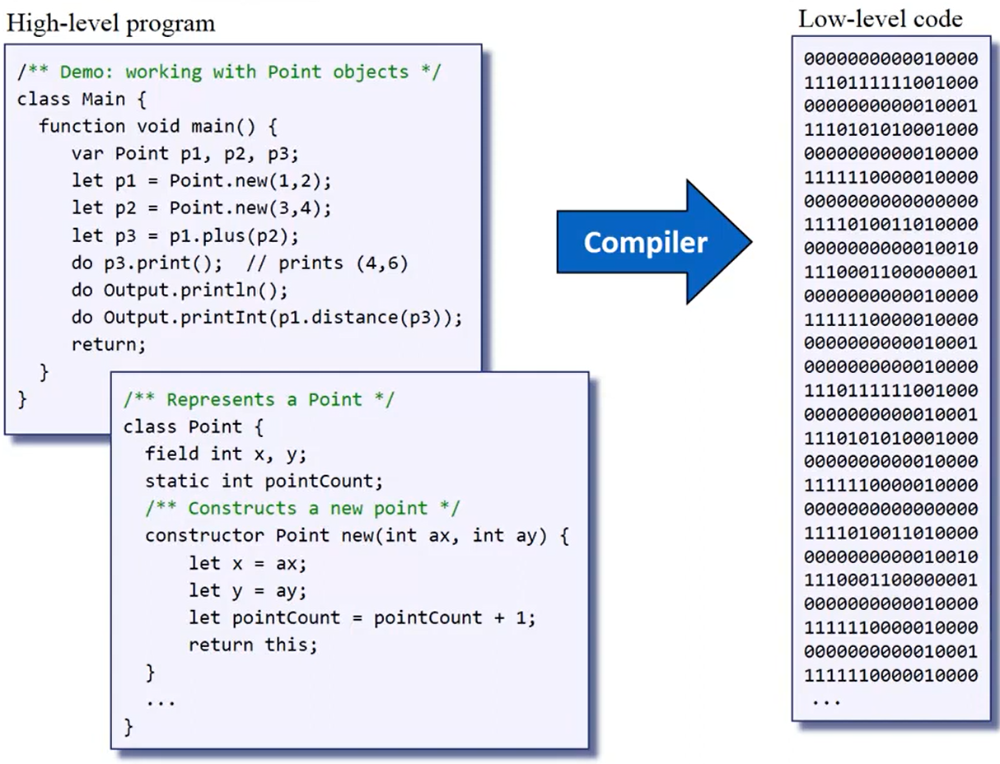 High-level program
/** Demo: working with Point objects */
class Main {
function void main() {
var Point p1, p2, p3;
let p1 = Point.new(1,2);
let p2 = Point.new(3,4);
let p3 = p1.plus(p2);
do p3.print();  // prints (4,6)
do Output.println();
do Output.printInt(p1.distance(p3));
return;
}
}
/** Represents a Point */
class Point {
field int x, y;
static int pointCount;
/** Constructs a new point */
constructor Point new(int ax, int ay) {
let x = ax;
let y = ay;
let pointCount = pointCount + 1;
return this;
}
...
}
Compiler
Low-level code
0000000000010000
1110111111001000
0000000000010001
1110101010001000
0000000000010000
1111110000010000
0000000000000000
1111010011010000
0000000000010010
1110001100000001
0000000000010000
1111110000010000
0000000000010001
0000000000010000
1110111111001000
0000000000010001
1110101010001000
0000000000010000
1111110000010000
0000000000000000
1111010011010000
0000000000010010
1110001100000001
0000000000010000
1111110000010000
0000000000010001
1111110000010000
...